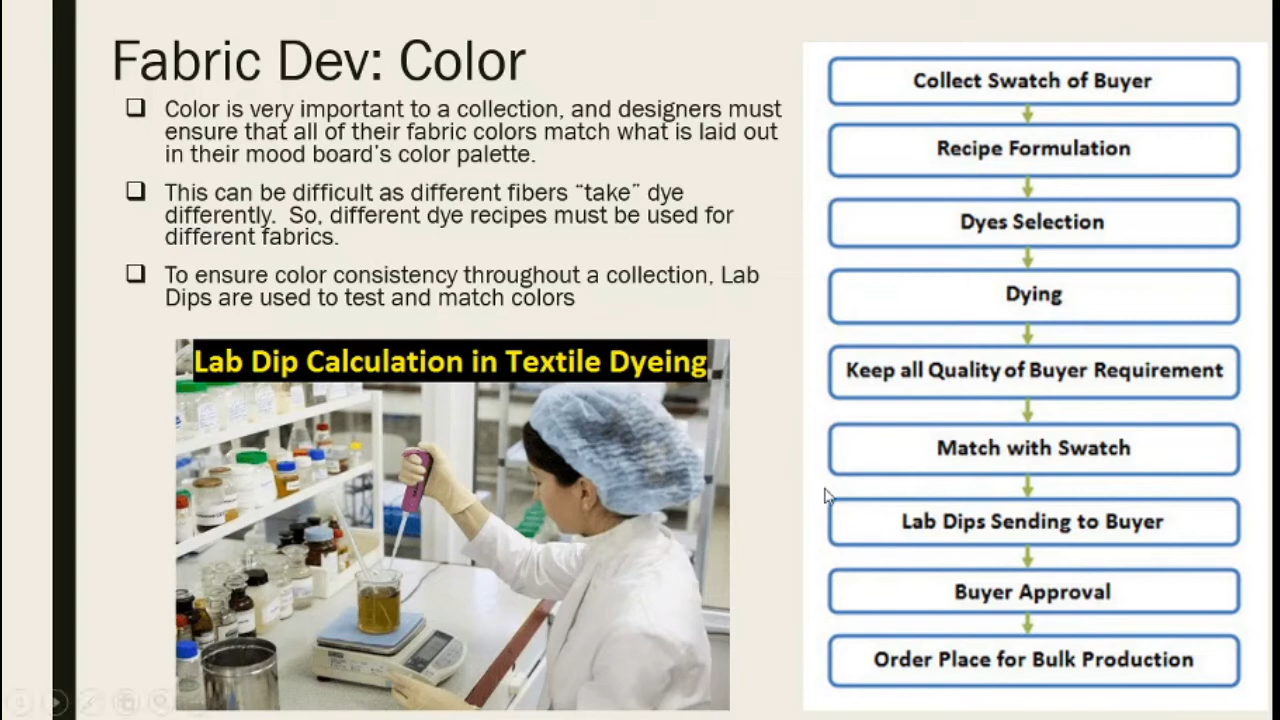 Fabric Dev: Color
Color is very important to a collection, and designers must
ensure that all of their fabric colors match what is laid out
in their mood board's color palette.
This can be difficult as different fibers “take” dye
differently.  So, different dye recipes must be used for
different fabrics.
To ensure color consistency throughout a collection, Lab
Dips are used to test and match colors
Lab Dip Calculation in Textile Dyeing
Collect Swatch of Buyer
Recipe Formulation
Dyes Selection
Dying
Keep all Quality of Buyer Requirement
Match with Swatch
Lab Dips Sending to Buyer
Buyer Approval
Order Place for Bulk Production